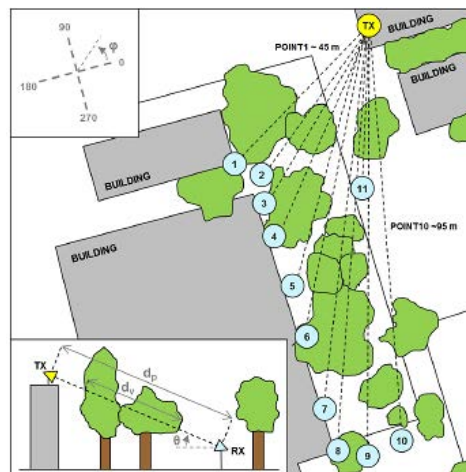 TX
BUILDING
POINT1 ~ 45 m
90
φ
180
0
270
BUILDING
1
2
BUILDING
3
11
4
POINT10 ~95 m
BUILDING
5
6
TX
dp
dv
7
θ
RX
8
9
10